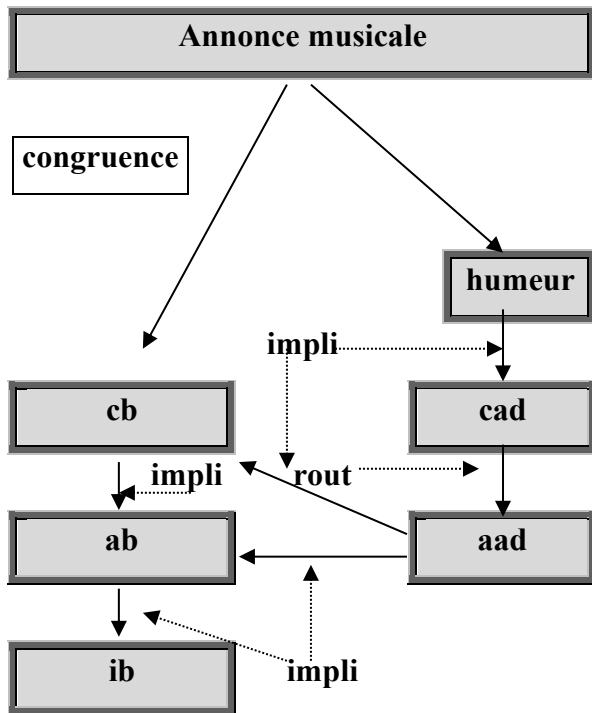 Annonce musicale
congruence
humeur
impli
cb
cad
impli
rout
ab
aad
ib
impli